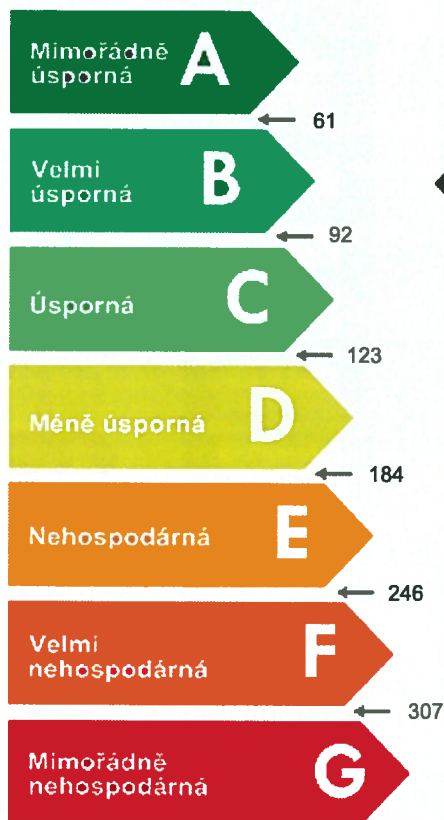 Mimořádně
úsporná
A
61
Velmi
úsporná
B
92
Úsporná
C
123
Méně úsporná
D
184
Nehospodárná
E
246
Velmi
nehospodárná
F
307
Mimořádně
nehospodárná
G